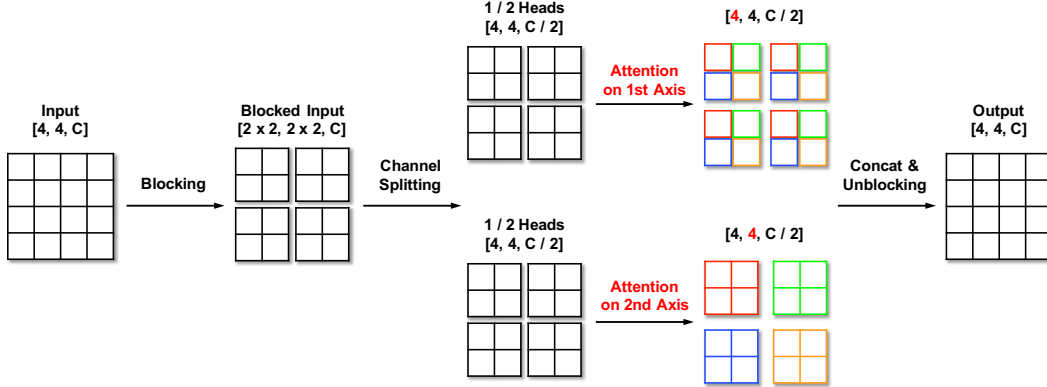 Input
[4, 4, C]
Blocking
Blocked Input
[2 x 2, 2 x 2, C]
Channel
Splitting
1 / 2 Heads
[4, 4, C / 2]
Attention
on 1st Axis
[4, 4, C / 2]
1 / 2 Heads
[4, 4, C / 2]
Attention
on 2nd Axis
[4, 4, C / 2]
Concat &
Unblocking
Output
[4, 4, C]